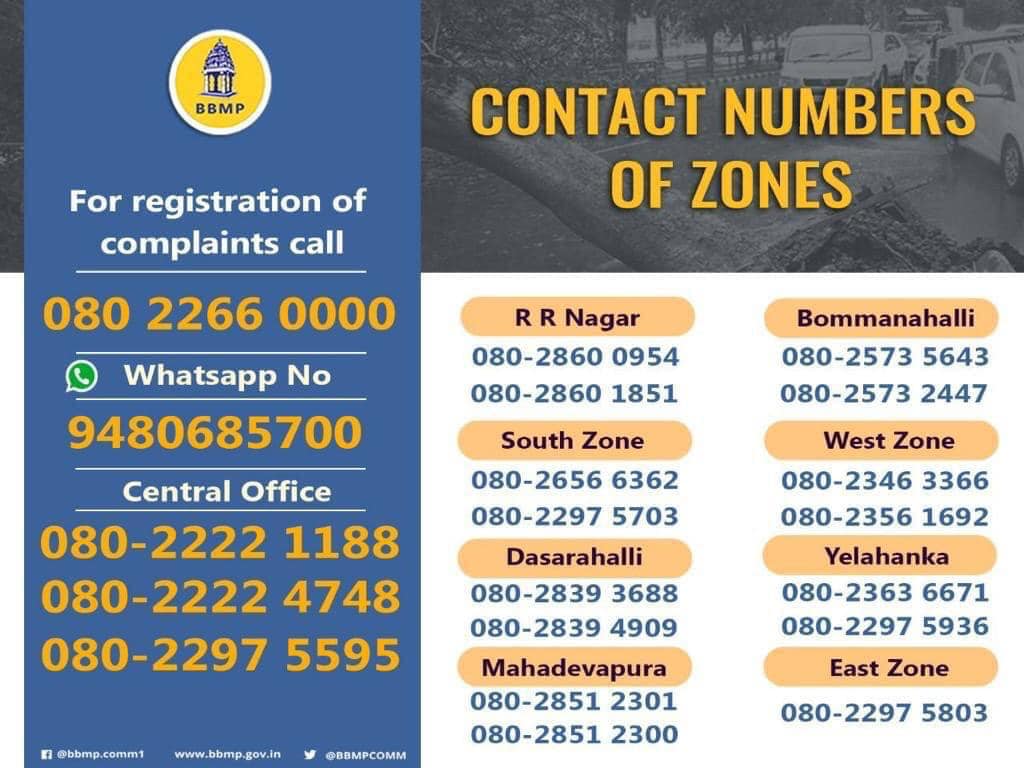 BBMP
For registration of
complaints call
080 2266 0000
Whatsapp No
9480685700
Central Office
080-2222 1188
080-2222 4748
080-2297 5595
@bbmp.comm1 www.bbmp.gov.in @BBMPCOMM
CONTACT NUMBERS
OF ZONES
R R Nagar
080-2860 0954
080-2860 1851
Bommanahalli
080-2573 5643
080-2573 2447
South Zone
080-2656 6362
080-2297 5703
West Zone
080-2346 3366
080-2356 1692
Dasarahalli
080-2839 3688
080-2839 4909
Yelahanka
080-2363 6671
080-2297 5936
Mahadevapura
080-2851 2301
080-2851 2300
East Zone
080-2297 5803